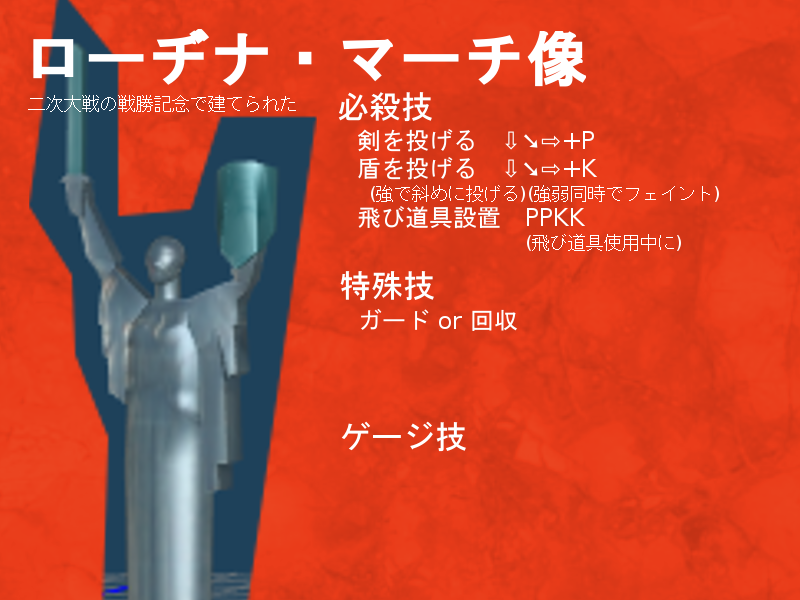 ローヂナ・マーチ像
二次大戦の戦勝記念で建てられた
必殺技
剣を投げる ⇩➘⇨+P
盾を投げる ⇩➘⇨+K
(強で斜めに投げる)(強弱同時でフェイント)
飛び道具設置 PPKK
(飛び道具使用中に)
特殊技
ガード or 回収
ゲージ技